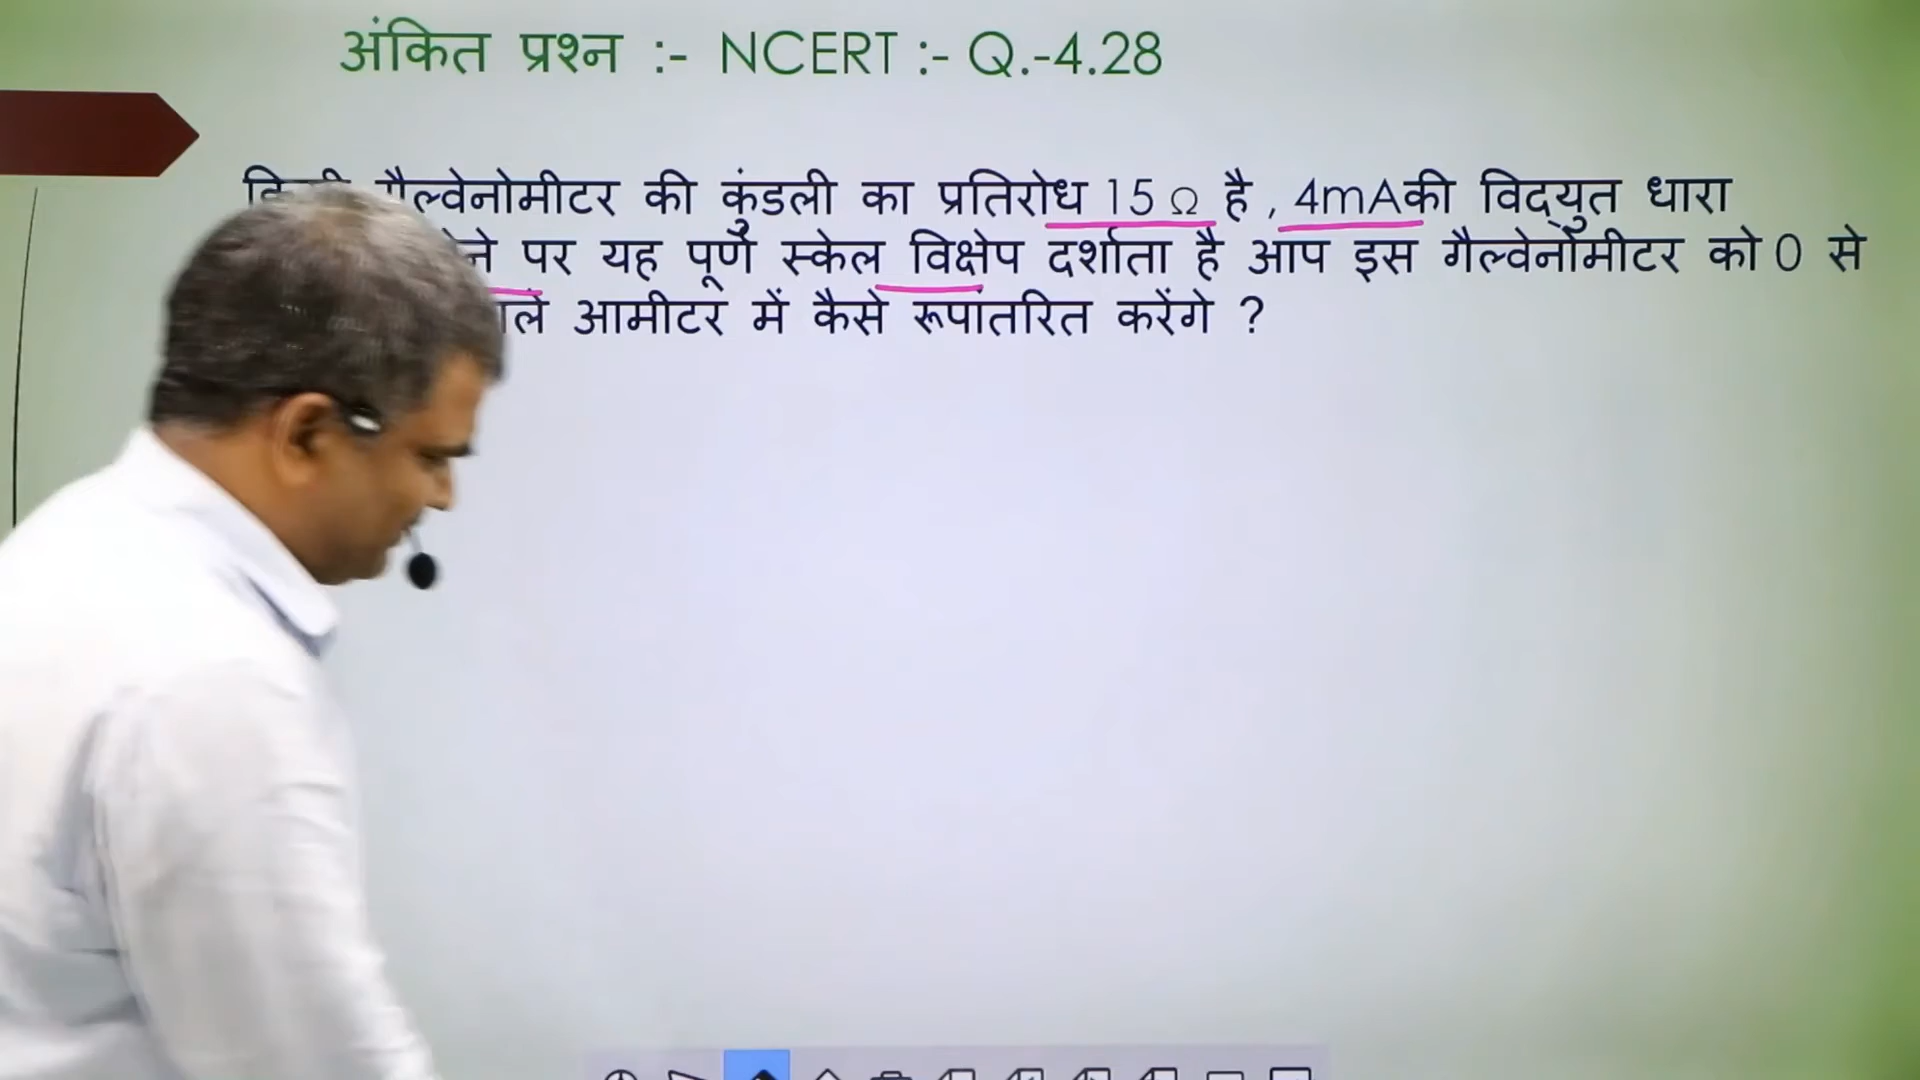 अंकित प्रश्न :- NCERT :- Q.-4.28
गैल्वेनोमीटर की कुंडली का प्रतिरोध 15 Ω है , 4mAकी विद्युत धारा
पर यह पूर्ण स्केल विक्षेप दर्शाता है आप इस गैल्वेनोमीटर को 0 से
आमीटर में कैसे रूपांतरित करेंगे ?